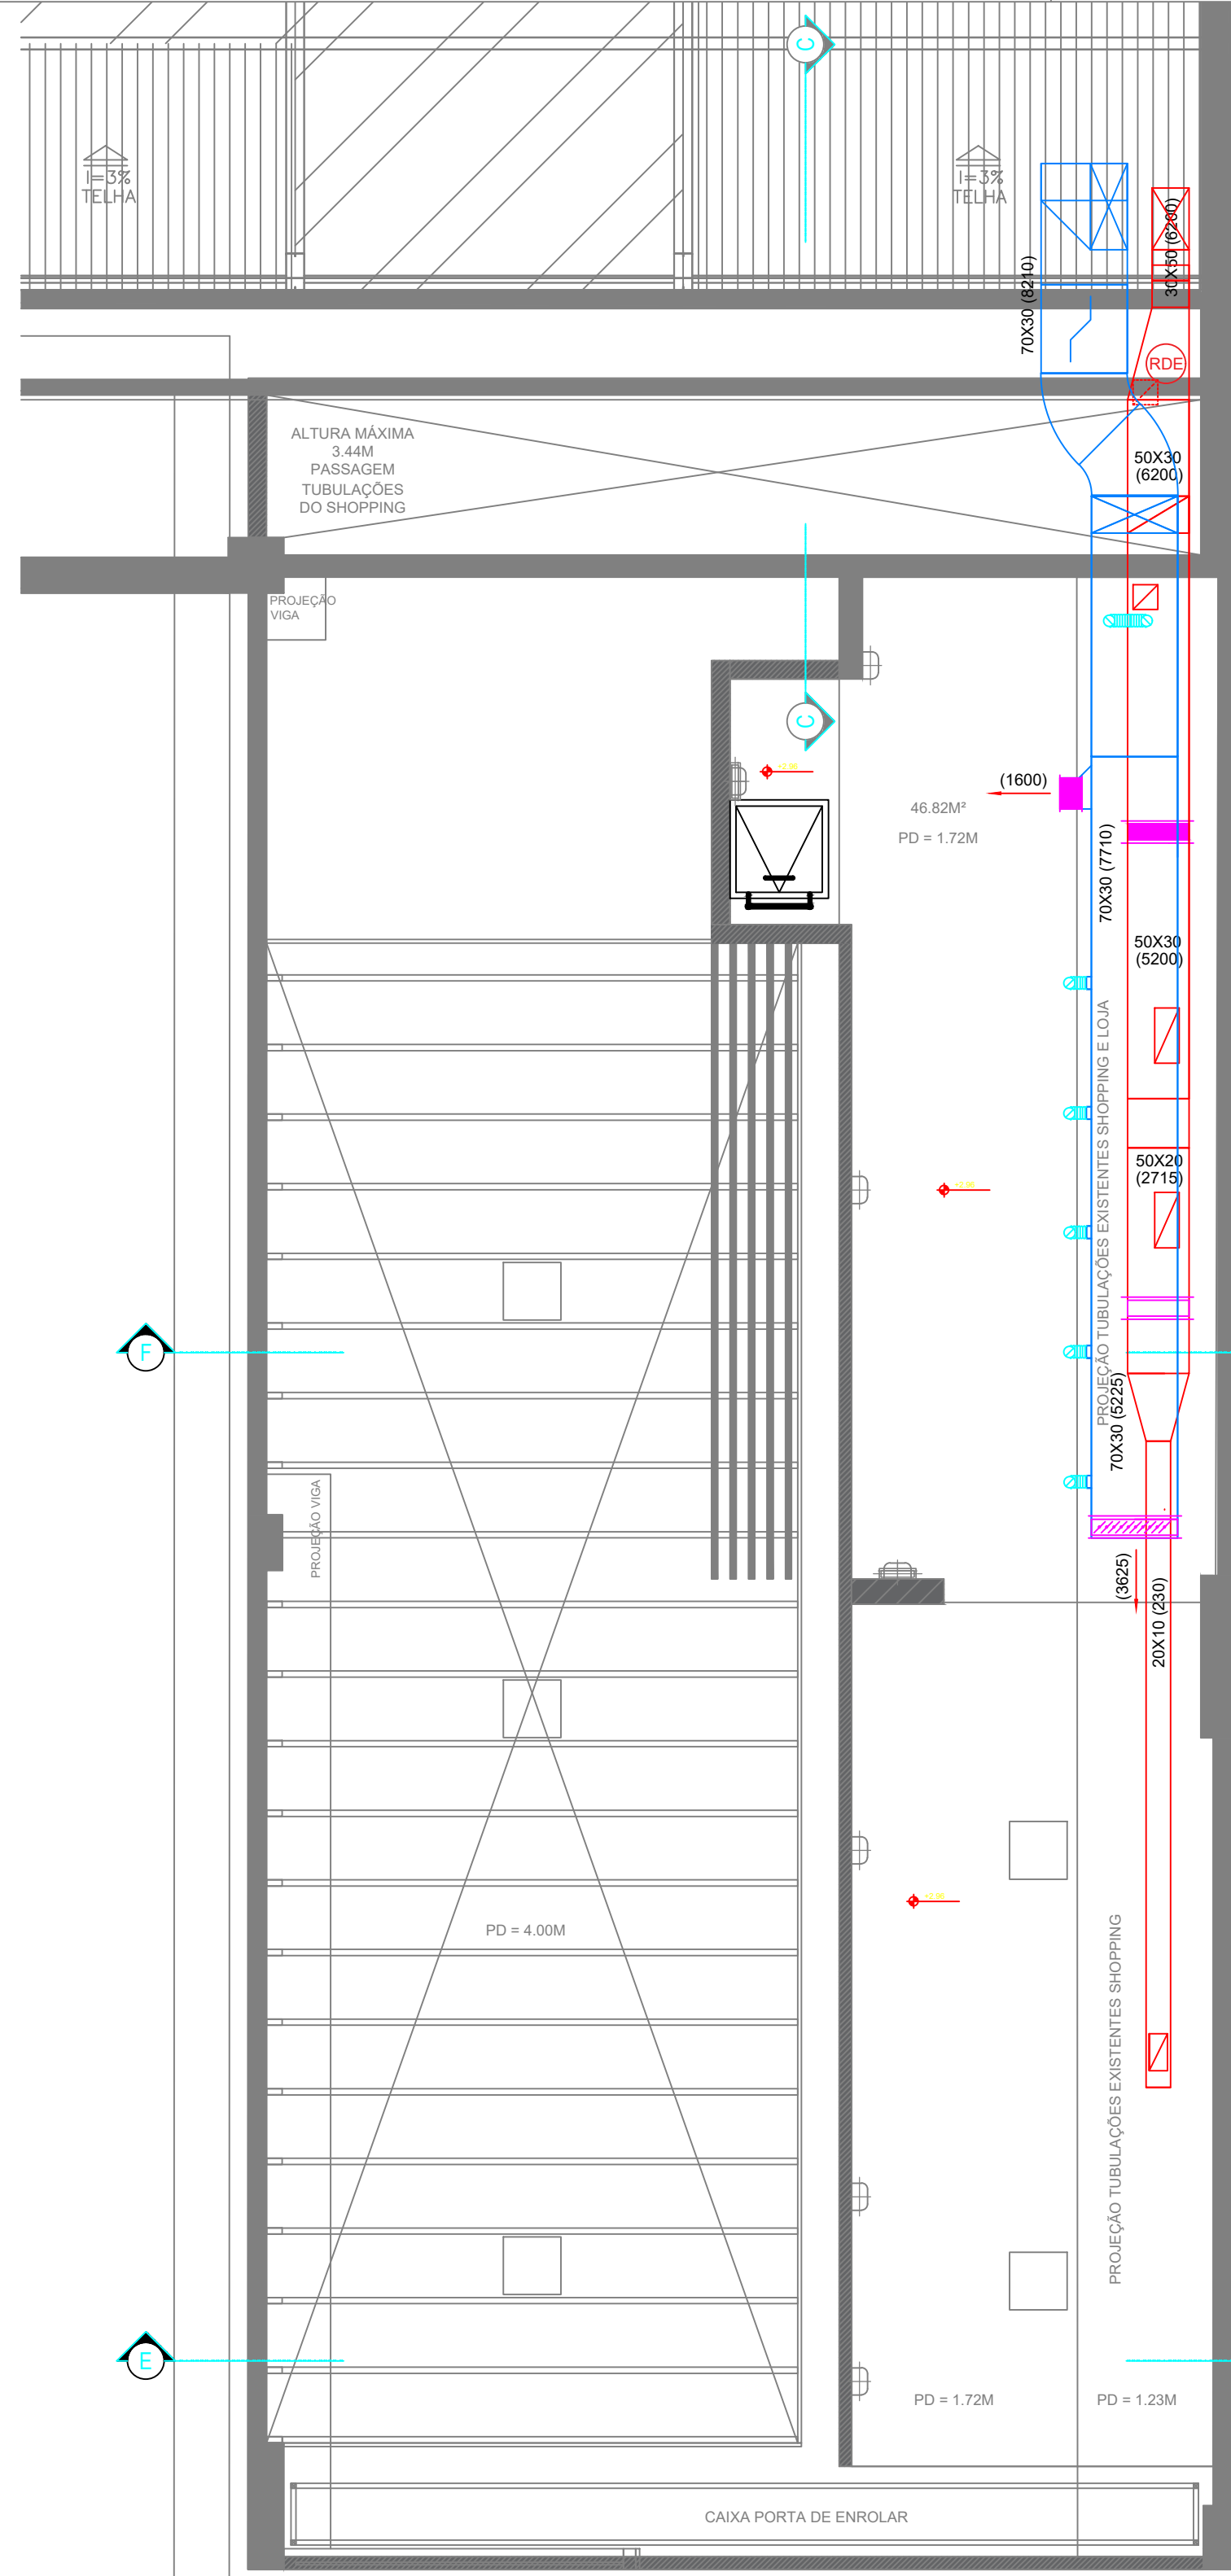 C
I=3%
TELHA
I=3%
TELHA
30X50 (6200)
70X30 (8210)
RDE
ALTURA MÁXIMA
3.44M
PASSAGEM
TUBULAÇÕES
DO SHOPPING
50X30
(6200)
PROJEÇÃO
VIGA
C
(1600)
46.82M²
PD = 1.72M
70X30 (7710)
50X30
(5200)
PROJEÇÃO TUBULAÇÕES EXISTENTES SHOPPING E LOJA
50X20
(2715)
F
70X30 (5225)
PROJEÇÃO VIGA
(3625)
20X10 (230)
PD = 4.00M
PROJEÇÃO TUBULAÇÕES EXISTENTES SHOPPING
E
PD = 1.72M
PD = 1.23M
CAIXA PORTA DE ENROLAR